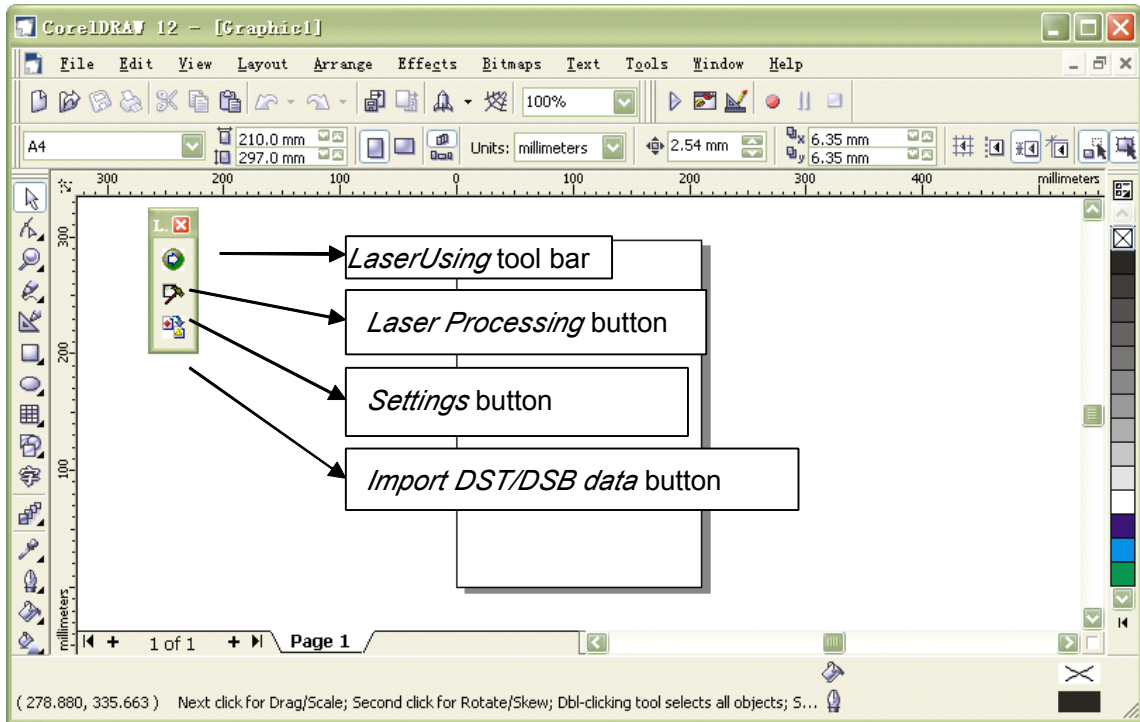 CorelDRAW 12 - [Graphic1]
File Edit View Layout Arrange Effects Bitmaps Text Tools Window Help
100%
A4
210.0 mm
297.0 mm
Units: millimeters
2.54 mm
x 6.35 mm
y 6.35 mm
300 200 100 0 100 200 300 400 millimeters
L.
300
200
100
millimeters
LaserUsing tool bar
Laser Processing button
Settings button
Import DST/DSB data button
1 of 1
Page 1
( 278.880, 335.663 ) Next click for Drag/Scale; Second click for Rotate/Skew; Dbl-clicking tool selects all objects; S...